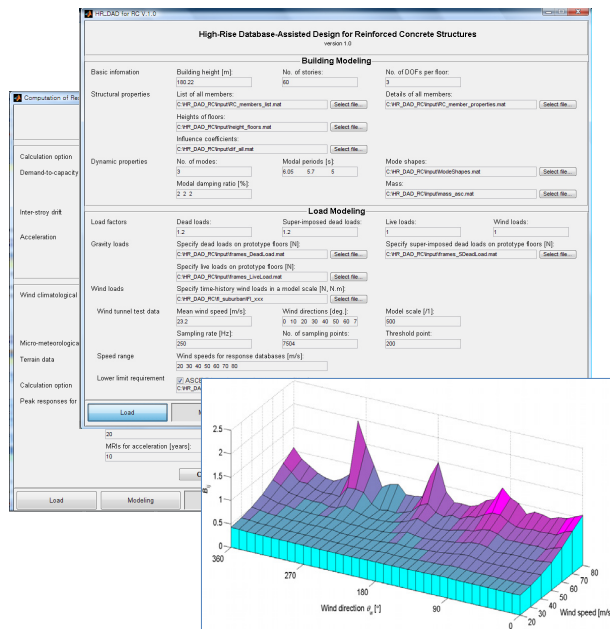 HR_DAD for RC V.1.0
High-Rise Database-Assisted Design for Reinforced Concrete Structures
version 1.0
Building Modeling
Basic infomation
Building height [m]: No. of stories: No. of DOFs per floor:
180.22 60 3
Structural properties
List of all members: Details of all members:
C:\HR_DAD_RC\Input\RC_members_list.mat Select file... C:\HR_DAD_RC\Input\RC_member_properties.mat Select file...
Heights of floors:
C:\HR_DAD_RC\Input\height_floors.mat Select file...
Influence coefficients:
C:\HR_DAD_RC\Input\dif_all.mat Select file...
Dynamic properties
No. of modes: Modal periods [s]: Mode shapes:
3 6.05 5.7 5 C:\HR_DAD_RC\Input\ModeShapes.mat Select file...
Modal damping ratio [%]: Mass:
2 2 2 C:\HR_DAD_RC\Input\mass_asc.mat Select file...
Load Modeling
Load factors
Dead loads: Super-imposed dead loads: Live loads: Wind loads:
1.2 1.2 1 1
Gravity loads
Specify dead loads on prototype floors [N]: Specify super-imposed dead loads on prototype floors [N]:
C:\HR_DAD_RC\Input\frames_DeadLoad.mat Select file... C:\HR_DAD_RC\Input\frames_SDeadLoad.mat Select file...
Specify live loads on prototype floors [N]:
C:\HR_DAD_RC\Input\frames_LiveLoad.mat Select file...
Wind loads
Specify time-history wind loads in a model scale [N, N.m]:
C:\HR_DAD_RC\f_suburban\f1_xxx Select file...
Wind tunnel test data
Mean wind speed [m/s]: Wind directions [deg.]: Model scale [/1]:
23.2 0 10 20 30 40 50 60 7 500
Sampling rate [Hz]: No. of sampling points: Threshold point:
250 7504 200
Speed range
Wind speeds for response databases [m/s]:
20 30 40 50 60 70 80
Lower limit requirement
ASCE
Load
Computation of Res
Calculation option
Demand-to-capacity
Inter-stroy drift
Acceleration
Wind climatological
Micro-meteorological
Terrain data
Calculation option
Peak responses for
20
MRIs for acceleration [years]:
10
Load Modeling
2.5
2
1.5
1
0.5
0
360 270 180 90 0
Wind direction θ [°]
20 30 40 50 60 70 80
Wind speed [m/s